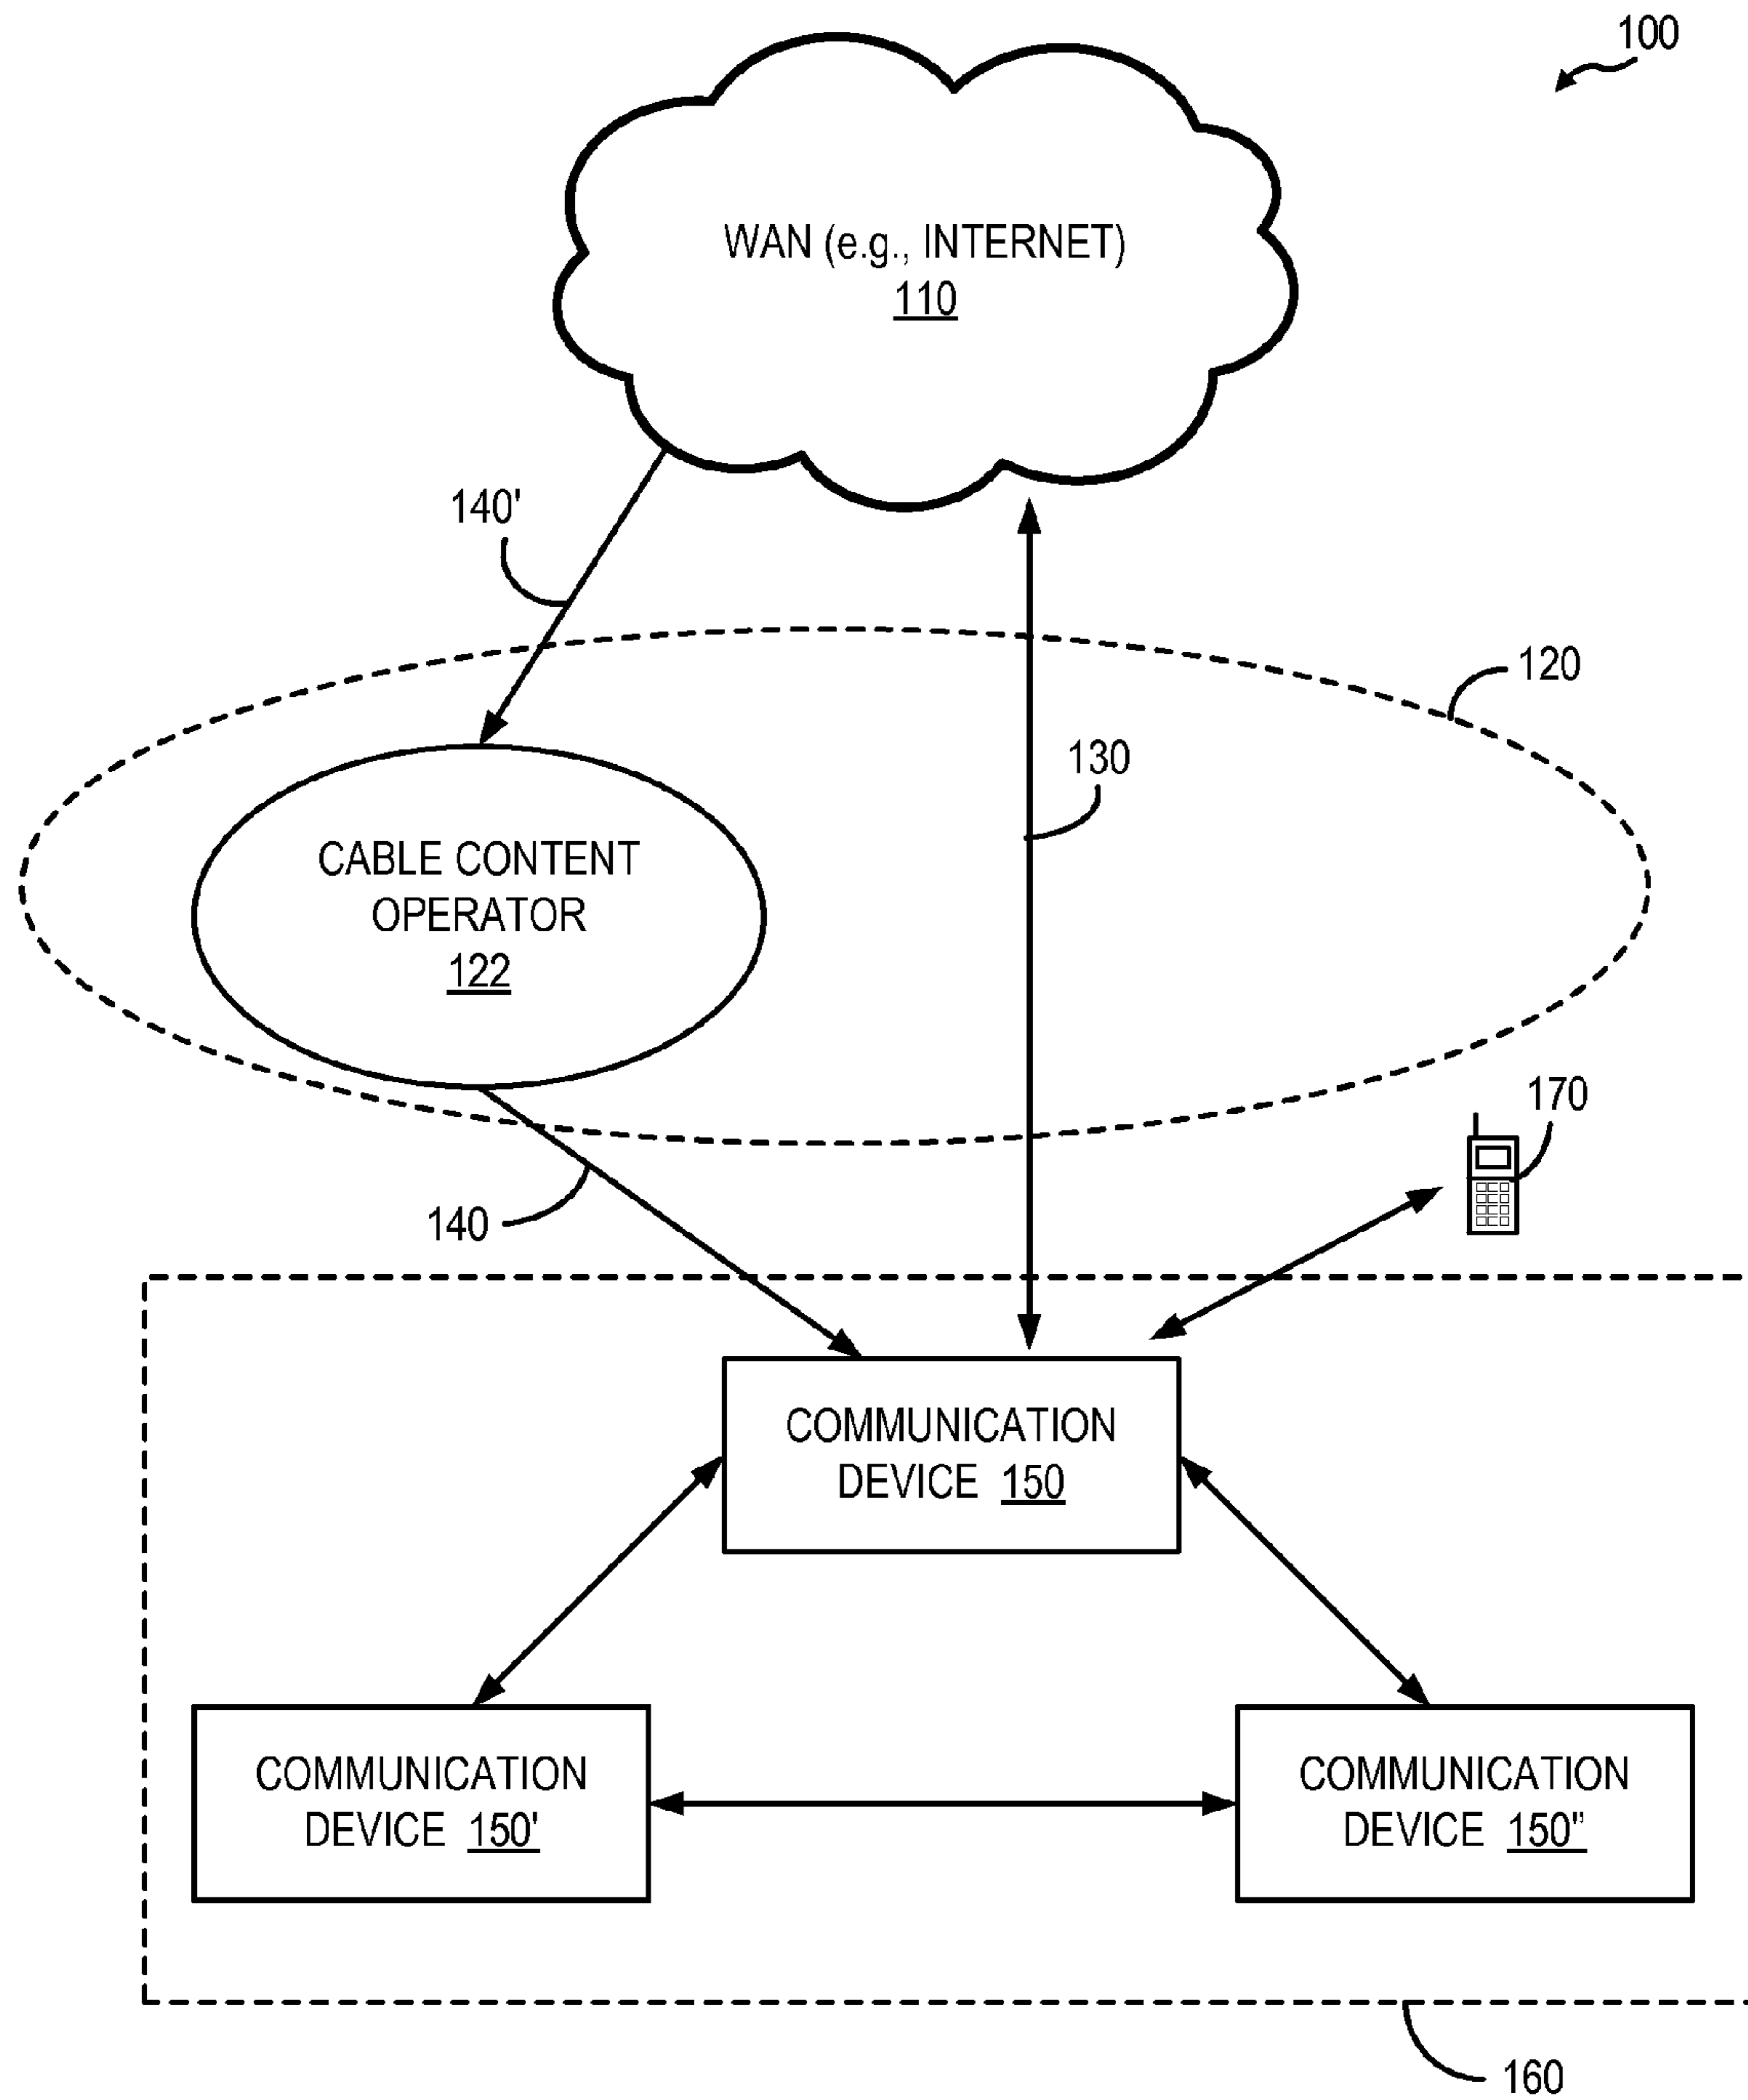 100
WAN (e.g., INTERNET)
110
140'
120
130
CABLE CONTENT
OPERATOR
122
170
140
COMMUNICATION
DEVICE 150
COMMUNICATION
DEVICE 150'
COMMUNICATION
DEVICE 150"
160